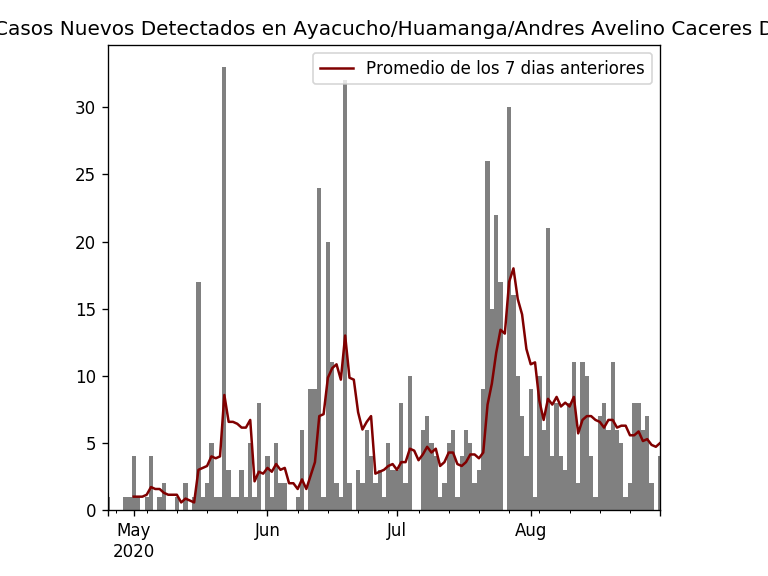 Casos Nuevos Detectados en Ayacucho/Huamanga/Andres Avelino Caceres D
Promedio de los 7 dias anteriores
30
25
20
15
10
5
0
May Jun Jul Aug
2020